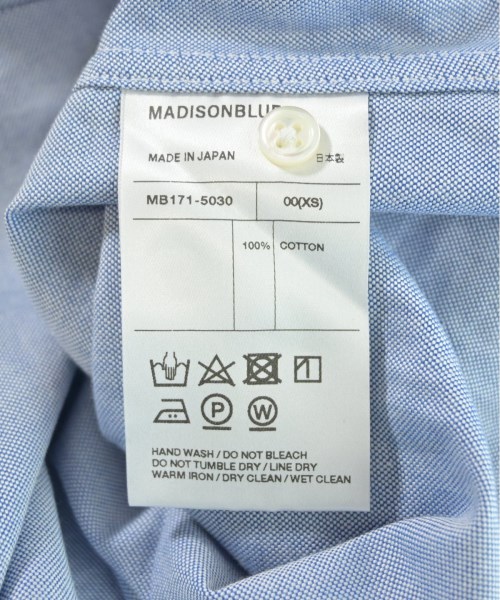 MADISONBLUE
MADE IN JAPAN 日本製
MB171-5030 00(XS)
100% COTTON
P W
HAND WASH / DO NOT BLEACH
DO NOT TUMBLE DRY / LINE DRY
WARM IRON / DRY CLEAN / WET CLEAN